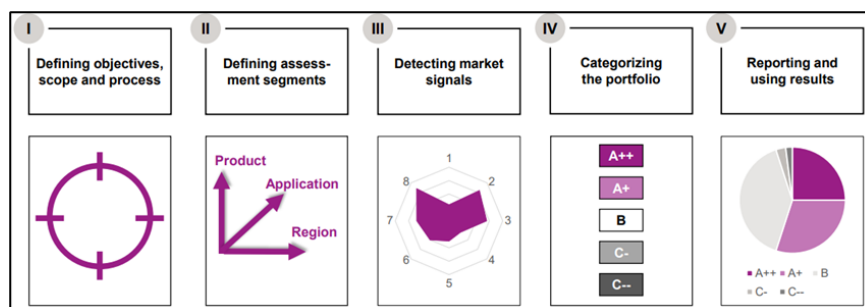 I
Defining objectives,
scope and process
II
Defining assess-
ment segments
III
Detecting market
signals
IV
Categorizing
the portfolio
V
Reporting and
using results
Product
Application
Region
1
2
3
4
5
6
7
8
A++
A+
B
C-
C--
A++ A+ B
C- C--